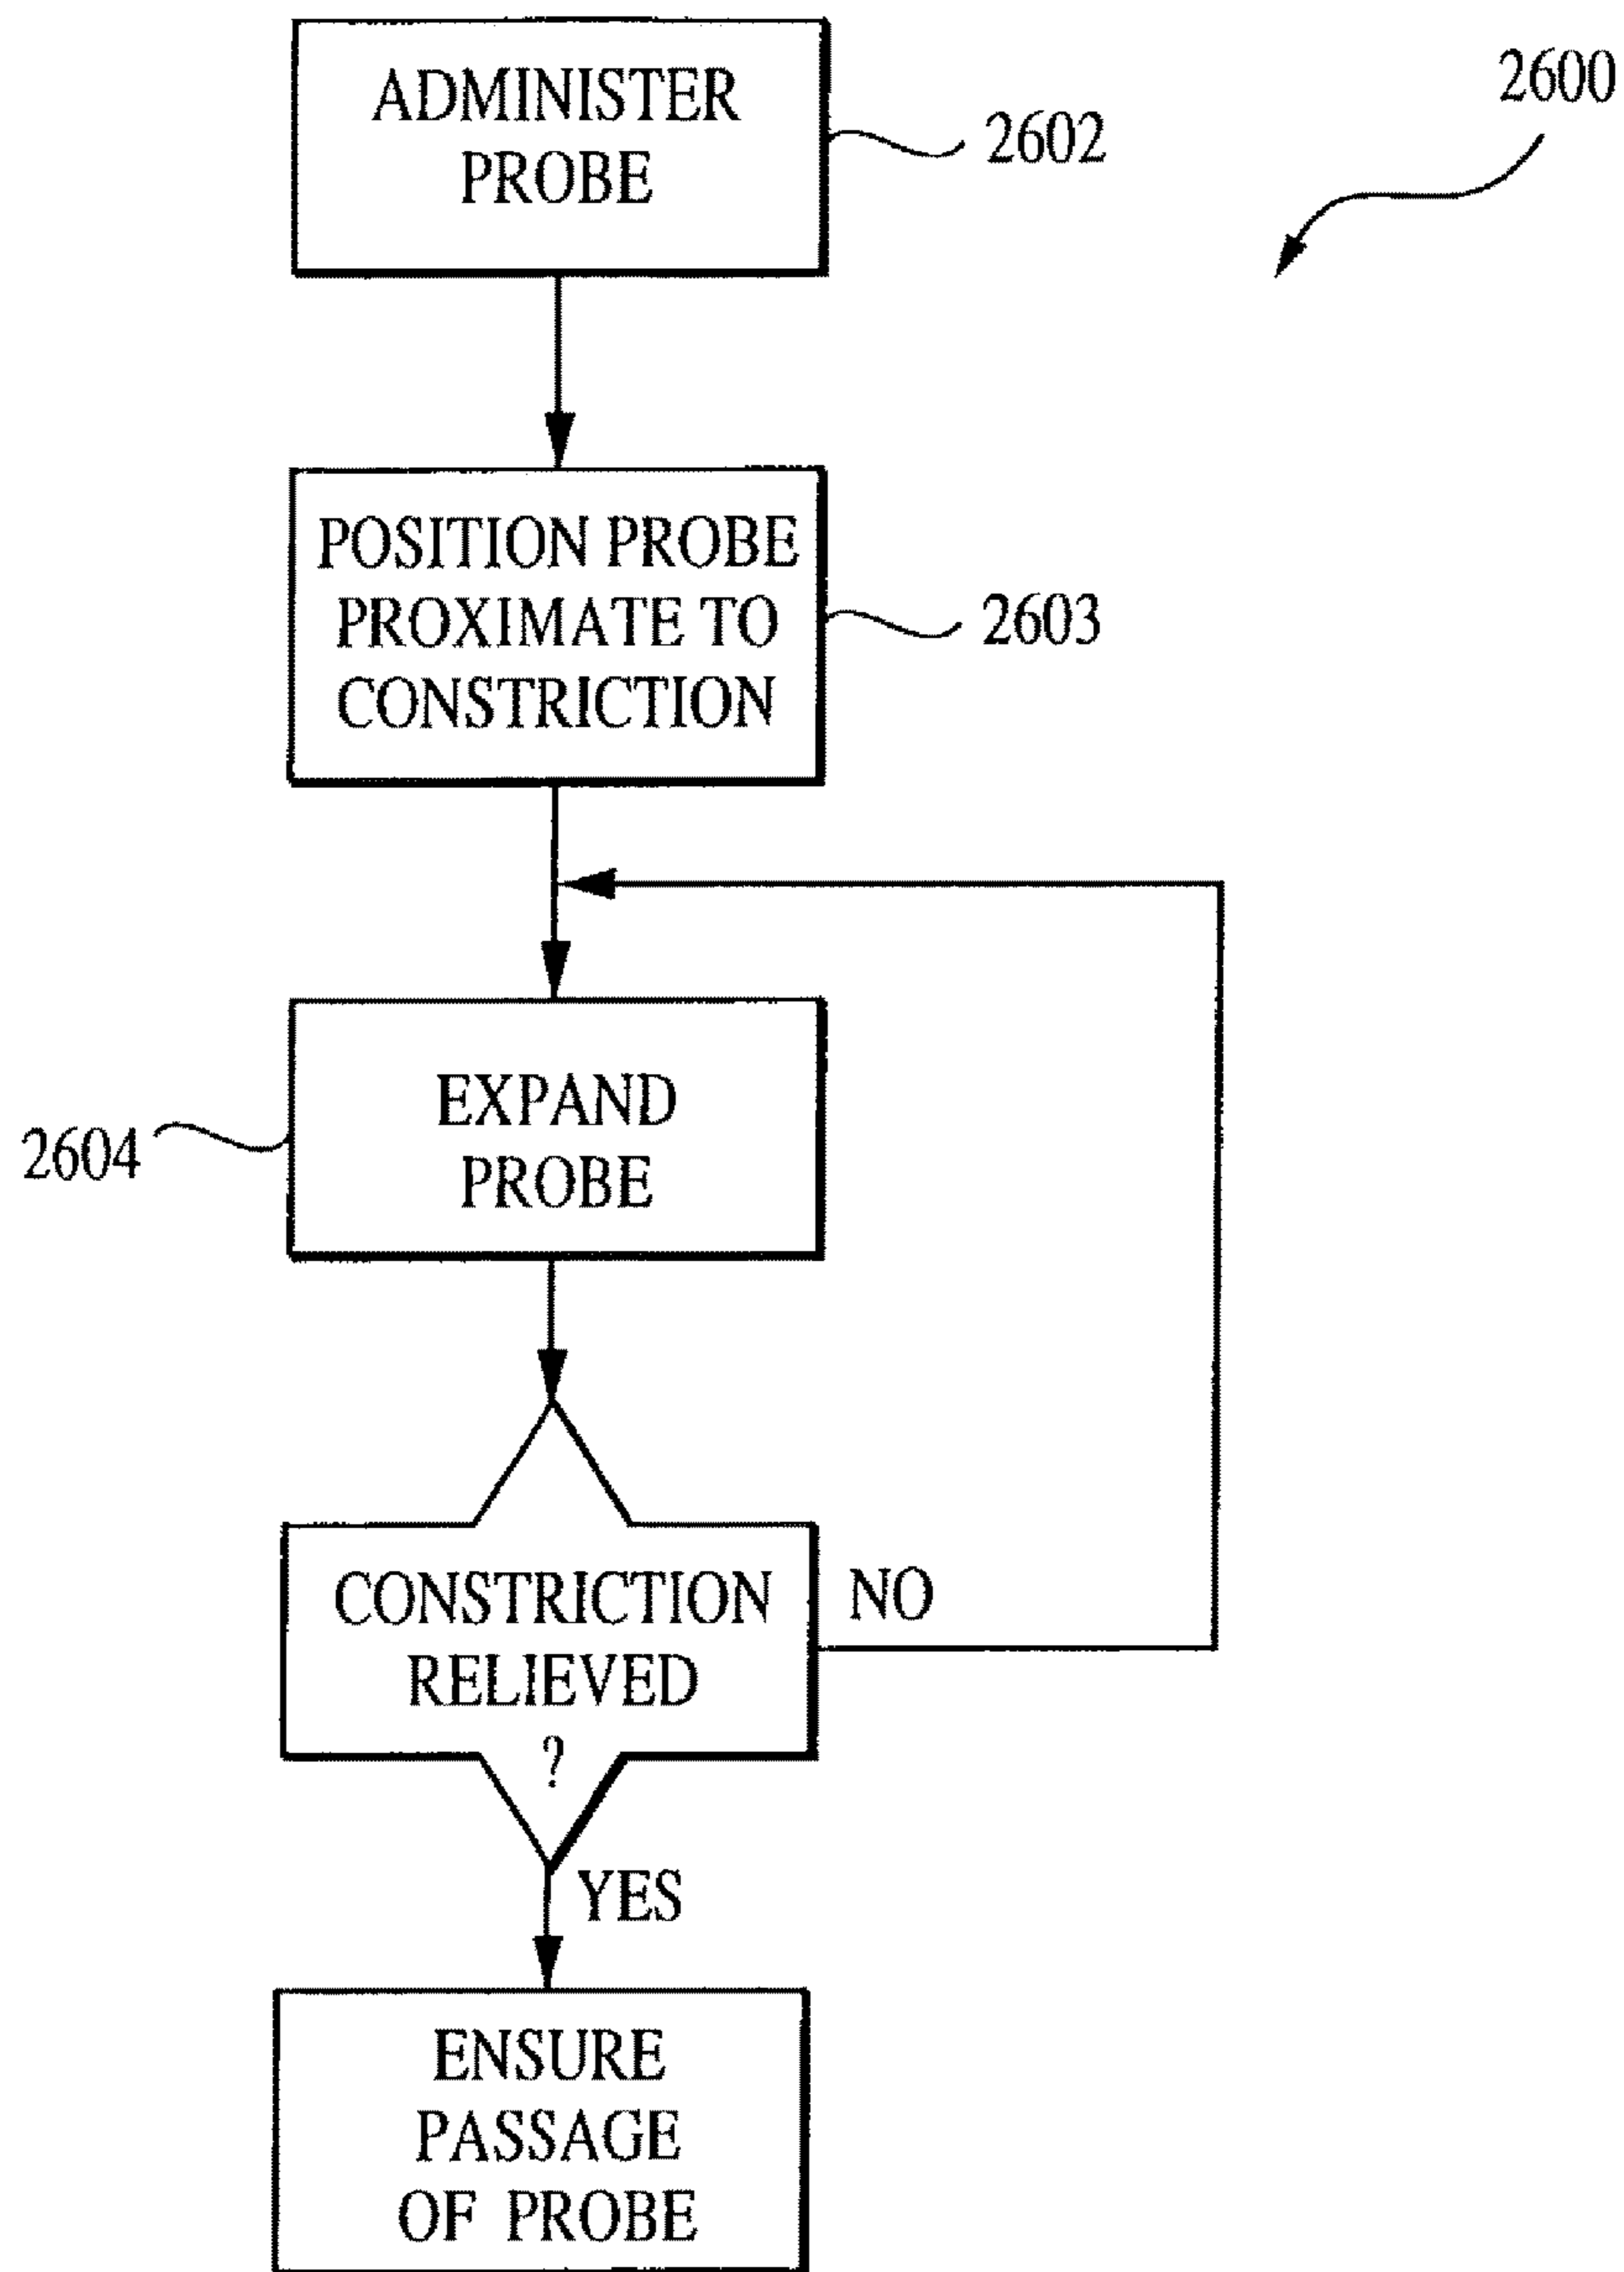 2600
ADMINISTER
PROBE
2602
POSITION PROBE
PROXIMATE TO
CONSTRICTION
2603
EXPAND
PROBE
2604
CONSTRICTION
RELIEVED
?
NO
YES
ENSURE
PASSAGE
OF PROBE